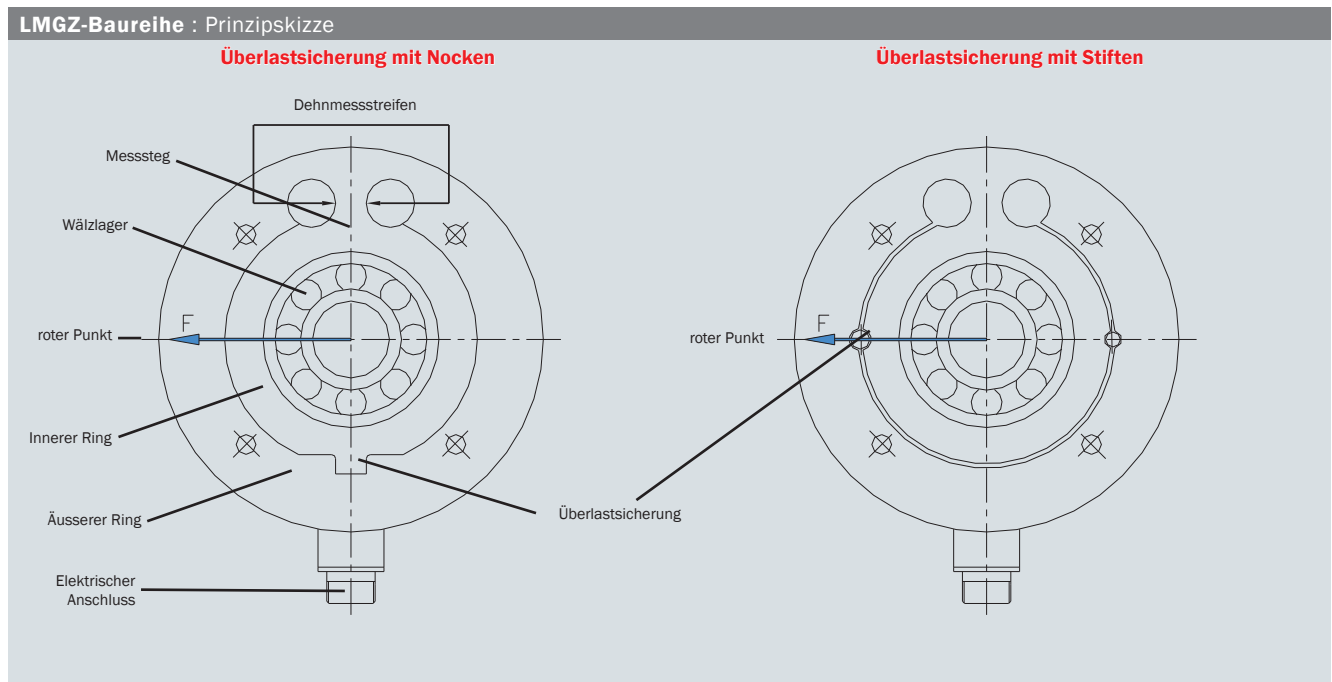 LMGZ-Baureihe : Prinzipskizze
Überlastsicherung mit Nocken
Überlastsicherung mit Stiften
Dehnmessstreifen
Messsteg
Wälzlager
roter Punkt
F
roter Punkt
F
Innerer Ring
Äusserer Ring
Überlastsicherung
Elektrischer
Anschluss